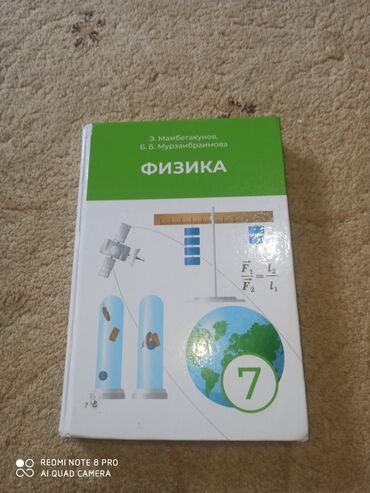 Э. Мамбетакунов,
Б. Б. Мурзаибраимова
ФИЗИКА
F₁/F₂ = l₂/l₁
7
REDMI NOTE 8 PRO
AI QUAD CAMERA